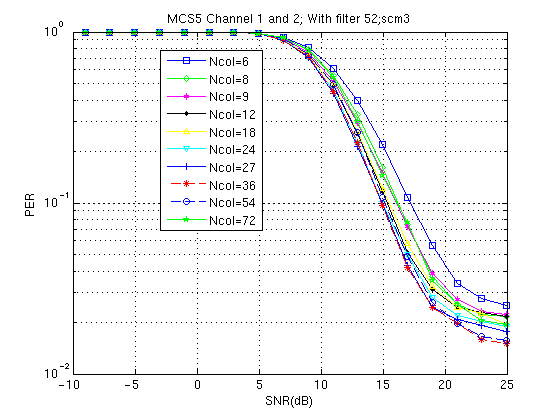 MCS5 Channel 1 and 2; With filter 52;scm3
10^0
10^-1
10^-2
PER
Ncol=6
Ncol=8
Ncol=9
Ncol=12
Ncol=18
Ncol=24
Ncol=27
Ncol=36
Ncol=54
Ncol=72
-10 -5 0 5 10 15 20 25
SNR(dB)